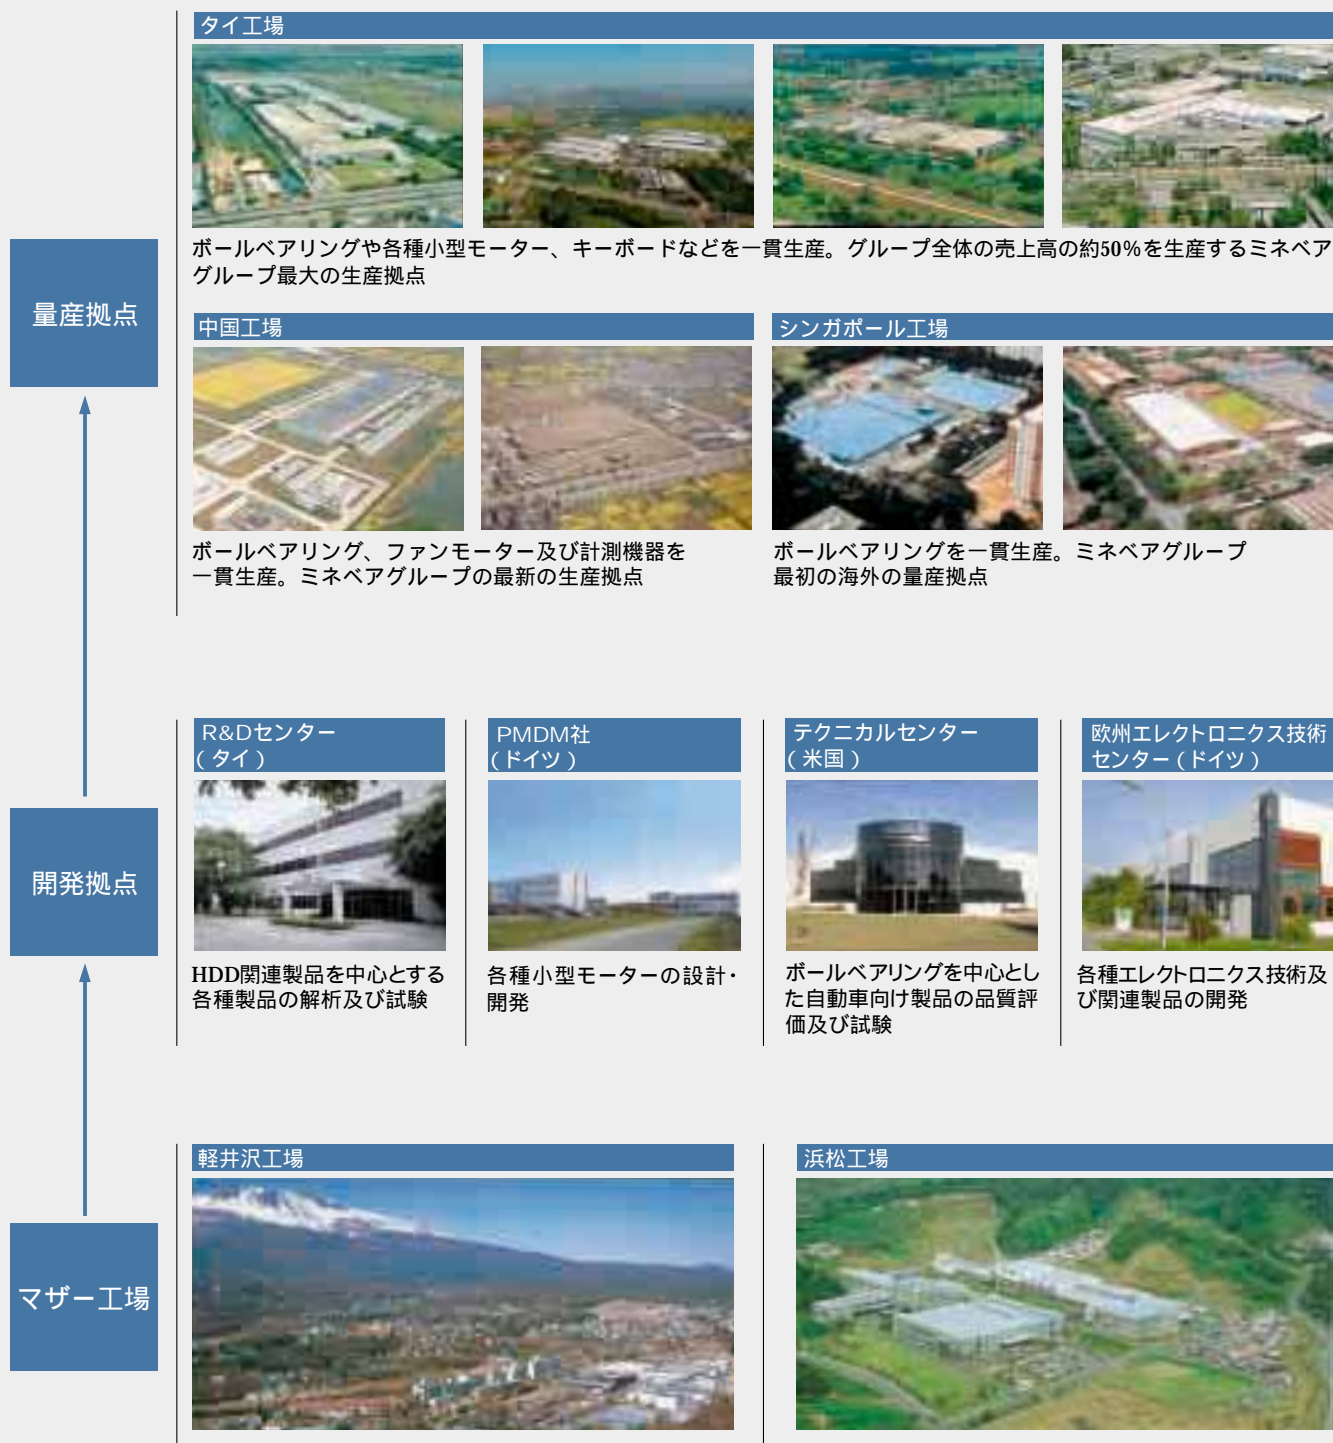 タイ工場
ボールベアリングや各種小型モーター、キーボードなどを一貫生産。グループ全体の売上高の約50%を生産するミネベア
グループ最大の生産拠点
量産拠点
中国工場
ボールベアリング、ファンモーター及び計測機器を
一貫生産。ミネベアグループの最新の生産拠点
シンガポール工場
ボールベアリングを一貫生産。ミネベアグループ
最初の海外の量産拠点
開発拠点
R&Dセンター
(タイ)
HDD関連製品を中心とする
各種製品の解析及び試験
PMDM社
(ドイツ)
各種小型モーターの設計・
開発
テクニカルセンター
(米国)
ボールベアリングを中心とし
た自動車向け製品の品質評
価及び試験
欧州エレクトロニクス技術
センター(ドイツ)
各種エレクトロニクス技術及
び関連製品の開発
マザー工場
軽井沢工場
浜松工場